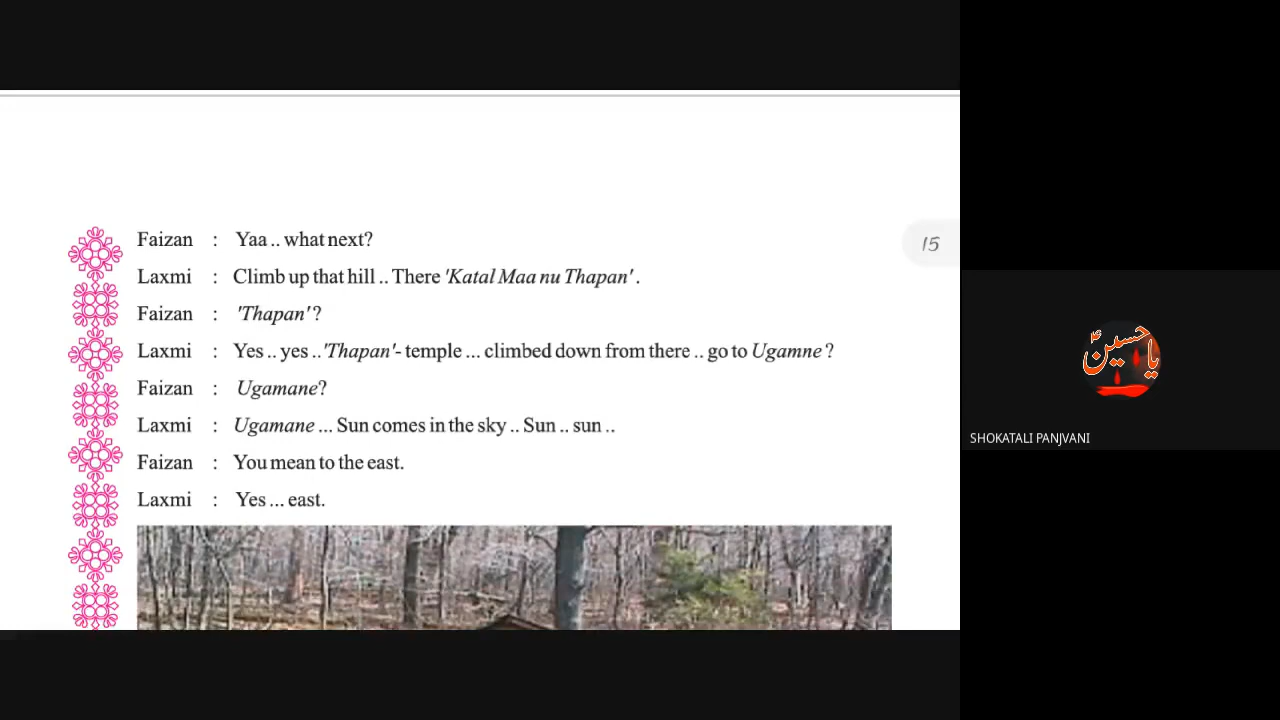 Faizan : Yaa .. what next?
15
Laxmi : Climb up that hill .. There 'Katal Maa nu Thapan' .
Faizan : 'Thapan' ?
Laxmi : Yes .. yes .. 'Thapan'- temple ... climbed down from there .. go to Ugamne ?
Faizan : Ugamane?
Laxmi : Ugamane ... Sun comes in the sky .. Sun .. sun ..
Faizan : You mean to the east.
Laxmi : Yes ... east.
یا حسینؑ
SHOKATALI PANJVANI